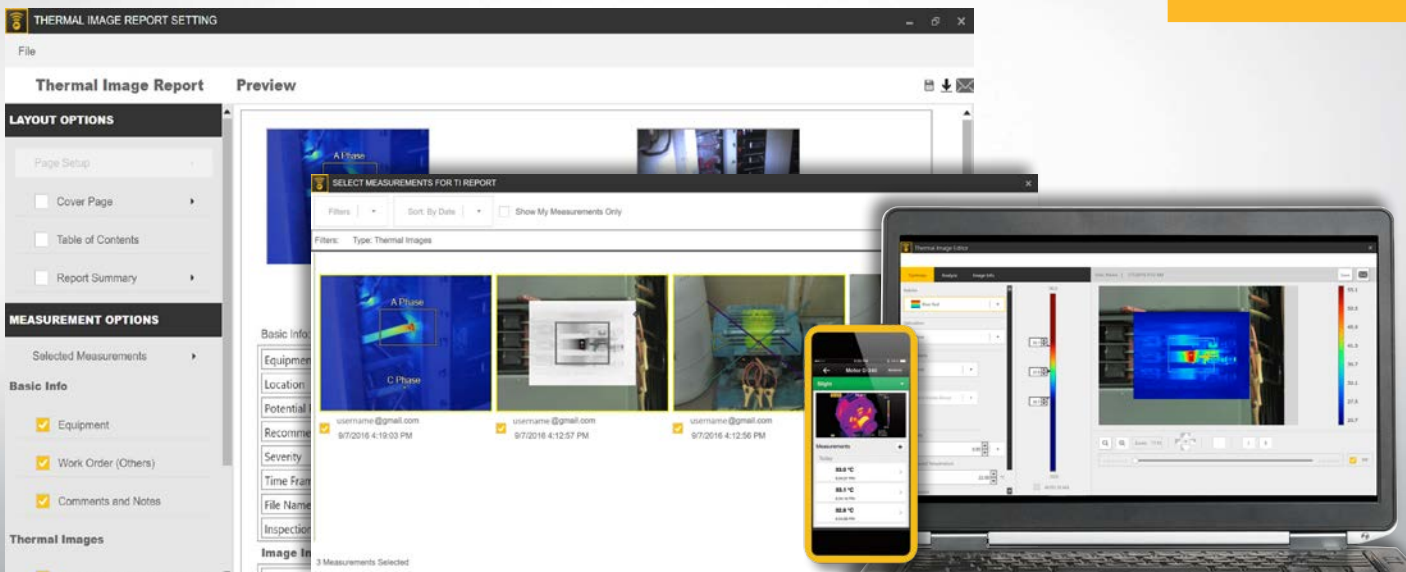 THERMAL IMAGE REPORT SETTING
File
Thermal Image Report
Preview
LAYOUT OPTIONS
Page Setup
Cover Page
Table of Contents
Report Summary
MEASUREMENT OPTIONS
Selected Measurements
Basic Info
Equipment
Work Order (Others)
Comments and Notes
Thermal Images
A Phase
Basic Info:
Equipmen
Location
Potential
Recomme
Severity
Time Fram
File Name
Inspection
Image In
SELECT MEASUREMENTS FOR TI REPORT
Filters
Sort: By Date
Show My Measurements Only
Filters: Type: Thermal Images
A Phase
C Phase
username@gmail.com
9/7/2016 4:19:03 PM
username@gmail.com
9/7/2016 4:12:57 PM
username@gmail.com
9/7/2016 4:12:56 PM
3 Measurements Selected
Slight
Measurements
Today
Thermal Image Editor
Analysis
Image Info